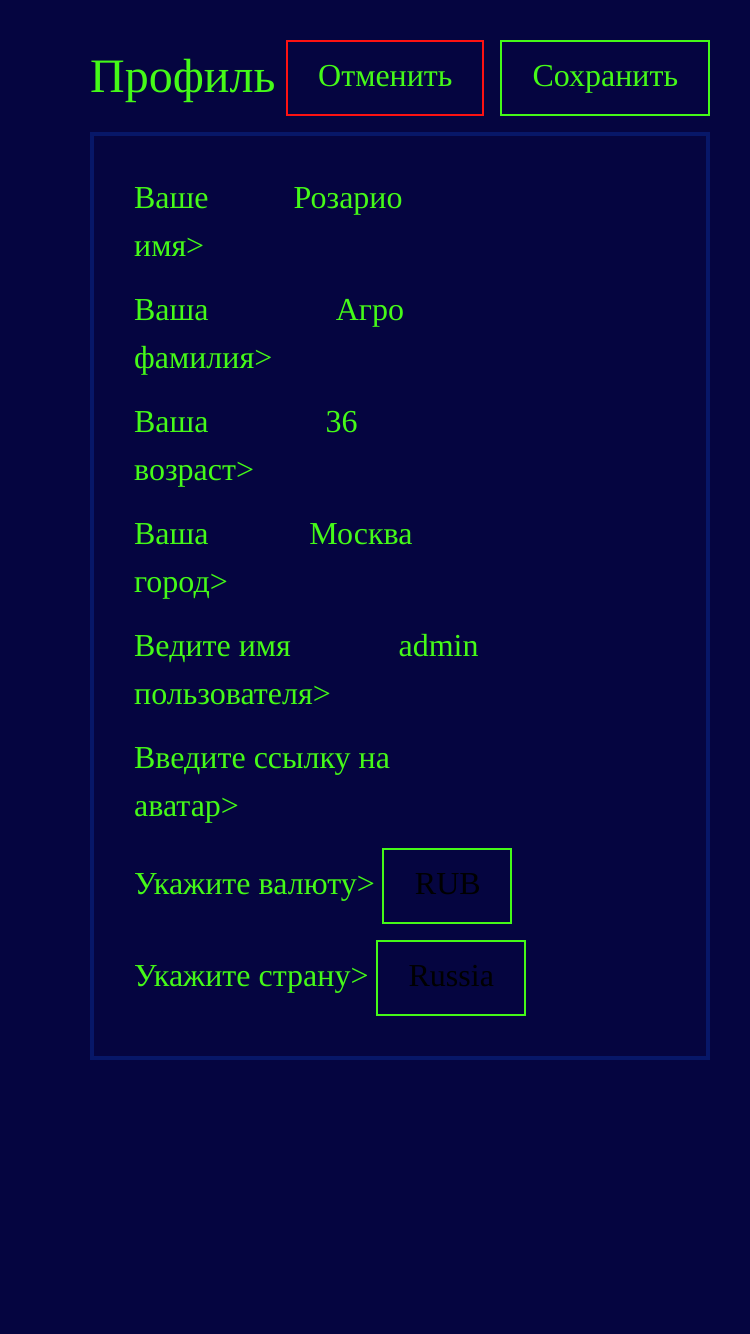 Профиль Отменить Сохранить
Ваше Розарио
имя>
Ваша Агро
фамилия>
Ваша 36
возраст>
Ваша Москва
город>
Ведите имя admin
пользователя>
Введите ссылку на
аватар>
Укажите валюту> RUB
Укажите страну> Russia